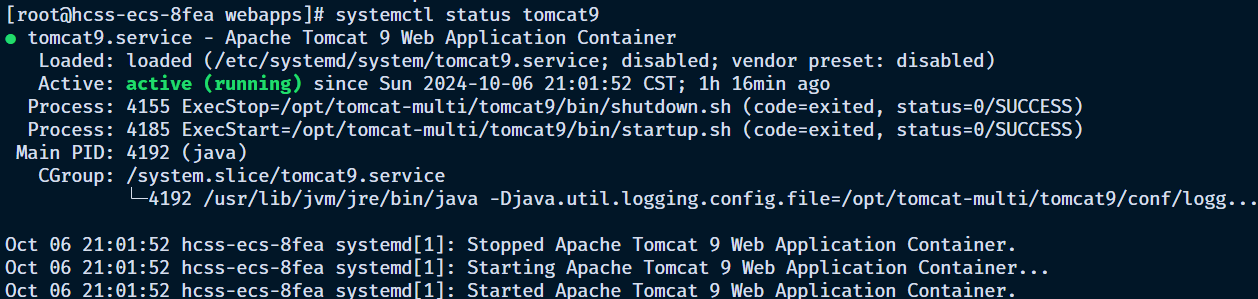 [root@hcss-ecs-8fea webapps]# systemctl status tomcat9
● tomcat9.service - Apache Tomcat 9 Web Application Container
   Loaded: loaded (/etc/systemd/system/tomcat9.service; disabled; vendor preset: disabled)
   Active: active (running) since Sun 2024-10-06 21:01:52 CST; 1h 16min ago
  Process: 4155 ExecStop=/opt/tomcat-multi/tomcat9/bin/shutdown.sh (code=exited, status=0/SUCCESS)
  Process: 4185 ExecStart=/opt/tomcat-multi/tomcat9/bin/startup.sh (code=exited, status=0/SUCCESS)
 Main PID: 4192 (java)
   CGroup: /system.slice/tomcat9.service
           └─4192 /usr/lib/jvm/jre/bin/java -Djava.util.logging.config.file=/opt/tomcat-multi/tomcat9/conf/logg...

Oct 06 21:01:52 hcss-ecs-8fea systemd[1]: Stopped Apache Tomcat 9 Web Application Container.
Oct 06 21:01:52 hcss-ecs-8fea systemd[1]: Starting Apache Tomcat 9 Web Application Container...
Oct 06 21:01:52 hcss-ecs-8fea systemd[1]: Started Apache Tomcat 9 Web Application Container.